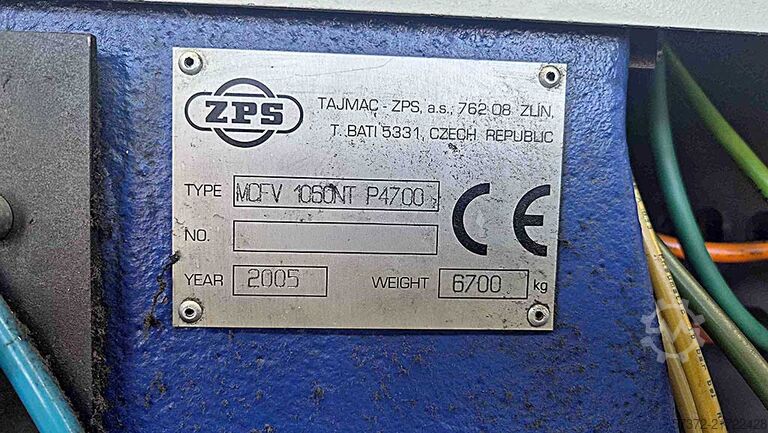 ZPS
TAJMAC - ZPS, a.s., 762 08 ZLÍN,
T. BATI 5331, CZECH REPUBLIC
TYPE MCFV 1060NT P4700
NO.
YEAR 2005 WEIGHT 6700 kg
CE